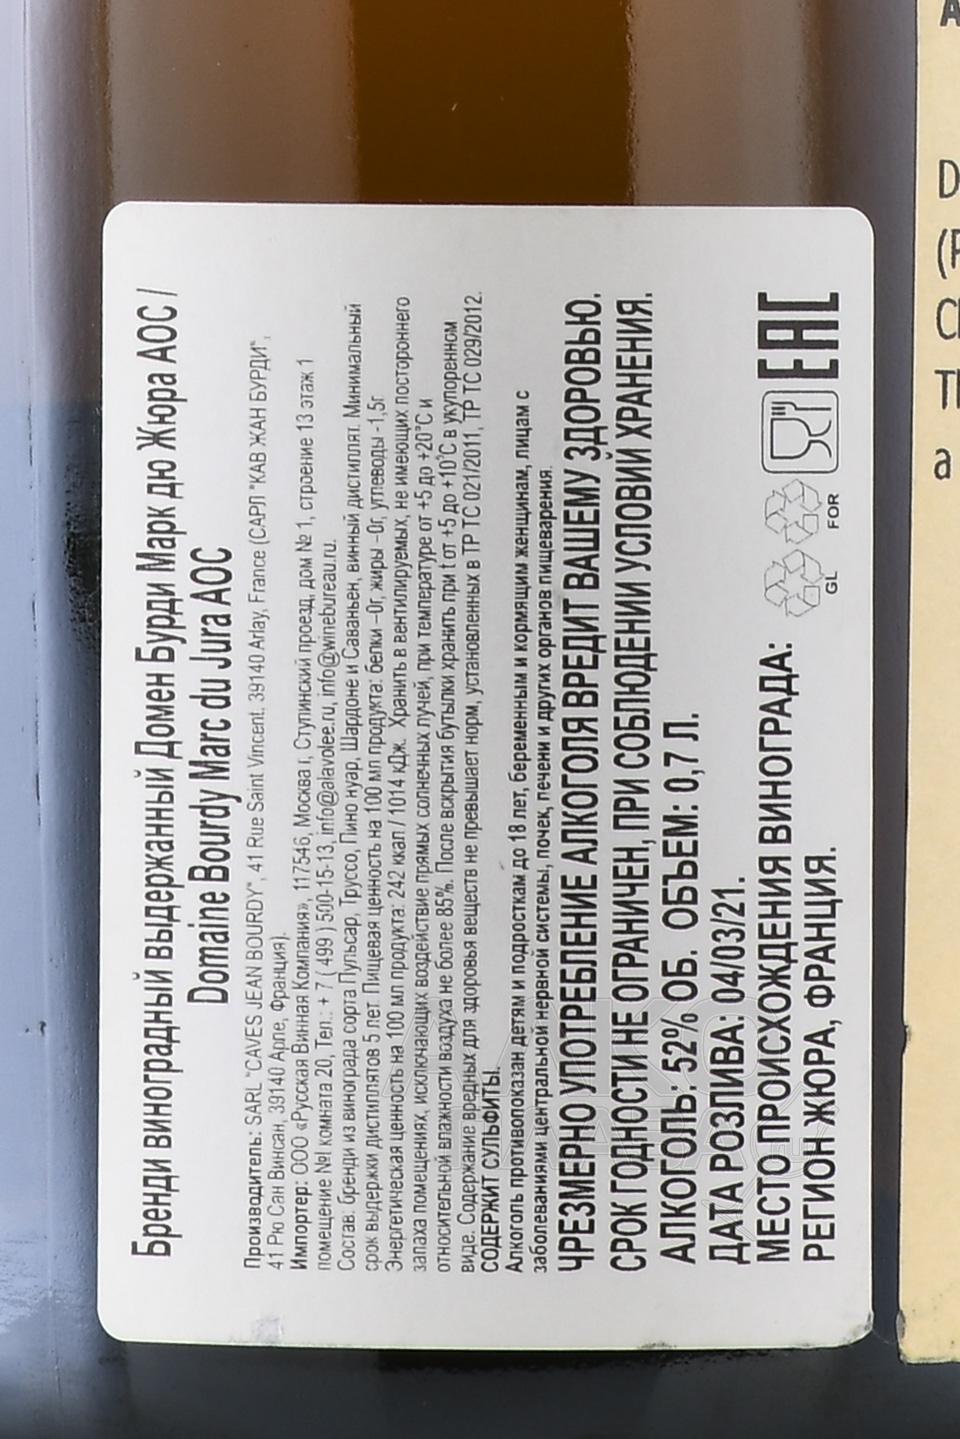 Бренди виноградный выдержанный Домен Бурди Марк дю Жюра АОС /
Domaine Bourdy Marc du Jura AOC
Производитель: SARL "CAVES JEAN BOURDY", 41 Rue Saint Vincent, 39140 Arlay, France (САРЛ "КАВ ЖАН БУРДИ",
41 Рю Сан Винсан, 39140 Арле, Франция).
Импортер: ООО «Русская Винная Компания», 117546, Москва г, Ступинский проезд, дом № 1, строение 13 этаж 1
помещение №I комната 20, Тел.: + 7 ( 499 ) 500-15-13, info@alavolee.ru, info@winebureau.ru.
Состав: бренди из винограда сорта Пульсар, Труссо, Пино нуар, Шардоне и Саваньен, винный дистиллят. Минимальный
срок выдержки дистиллятов 5 лет. Пищевая ценность на 100 мл продукта: белки –0г, жиры –0г, углеводы -1,5г
Энергетическая ценность на 100 мл продукта: 242 ккал / 1014 кДж. Хранить в вентилируемых, не имеющих постороннего
запаха помещениях, исключающих воздействие прямых солнечных лучей, при температуре от +5 до +20°С и
относительной влажности воздуха не более 85%. После вскрытия бутылки хранить при t от +5 до +10°С в укупоренном
виде. Содержание вредных для здоровья веществ не превышает норм, установленных в ТР ТС 021/2011, ТР ТС 029/2012.
СОДЕРЖИТ СУЛЬФИТЫ.
Алкоголь противопоказан детям и подросткам до 18 лет, беременным и кормящим женщинам, лицам с
заболеваниями центральной нервной системы, почек, печени и других органов пищеварения.
ЧРЕЗМЕРНО УПОТРЕБЛЕНИЕ АЛКОГОЛЯ ВРЕДИТ ВАШЕМУ ЗДОРОВЬЮ.
СРОК ГОДНОСТИ НЕ ОГРАНИЧЕН, ПРИ СОБЛЮДЕНИИ УСЛОВИЙ ХРАНЕНИЯ.
АЛКОГОЛЬ: 52% ОБ. ОБЪЕМ: 0,7 Л.
ДАТА РОЗЛИВА: 04/03/21.
МЕСТО ПРОИСХОЖДЕНИЯ ВИНОГРАДА:
РЕГИОН ЖЮРА, ФРАНЦИЯ.
GL FOR
EAC